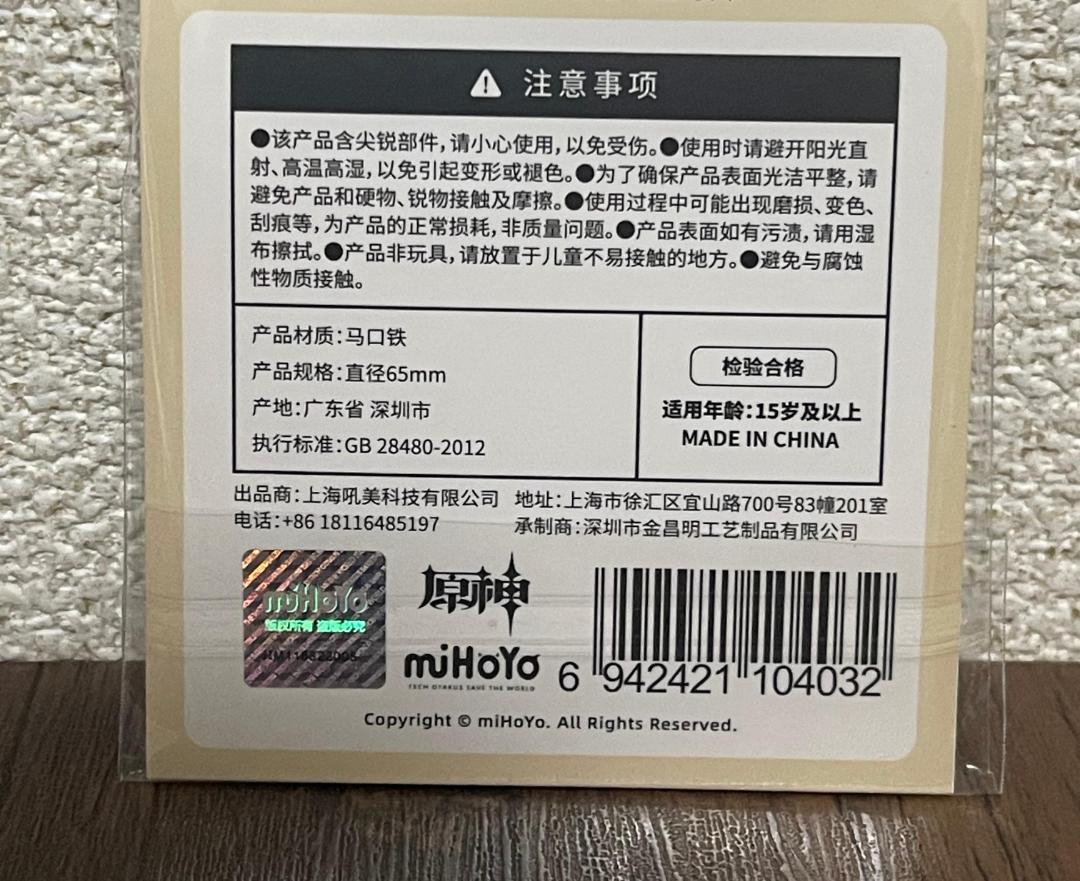 注意事项
●该产品含尖锐部件,请小心使用,以免受伤。●使用时请避开阳光直
射、高温高湿,以免引起变形或褪色。●为了确保产品表面光洁平整,请
避免产品和硬物、锐物接触及摩擦。●使用过程中可能出现磨损、变色、
刮痕等,为产品的正常损耗,非质量问题。●产品表面如有污渍,请用湿
布擦拭。●产品非玩具,请放置于儿童不易接触的地方。●避免与腐蚀
性物质接触。
产品材质:马口铁
产品规格:直径65mm
产地:广东省 深圳市
执行标准:GB 28480-2012
检验合格
适用年龄:15岁及以上
MADE IN CHINA
出品商:上海吼美科技有限公司
电话:+86 18116485197
地址:上海市徐汇区宜山路700号83幢201室
承制商:深圳市金昌明工艺制品有限公司
miHoYo
版权所有 盗版必究
原神
miHoYo
TECH OTAKUS SAVE THE WORLD
6 942421 104032
Copyright © miHoYo. All Rights Reserved.